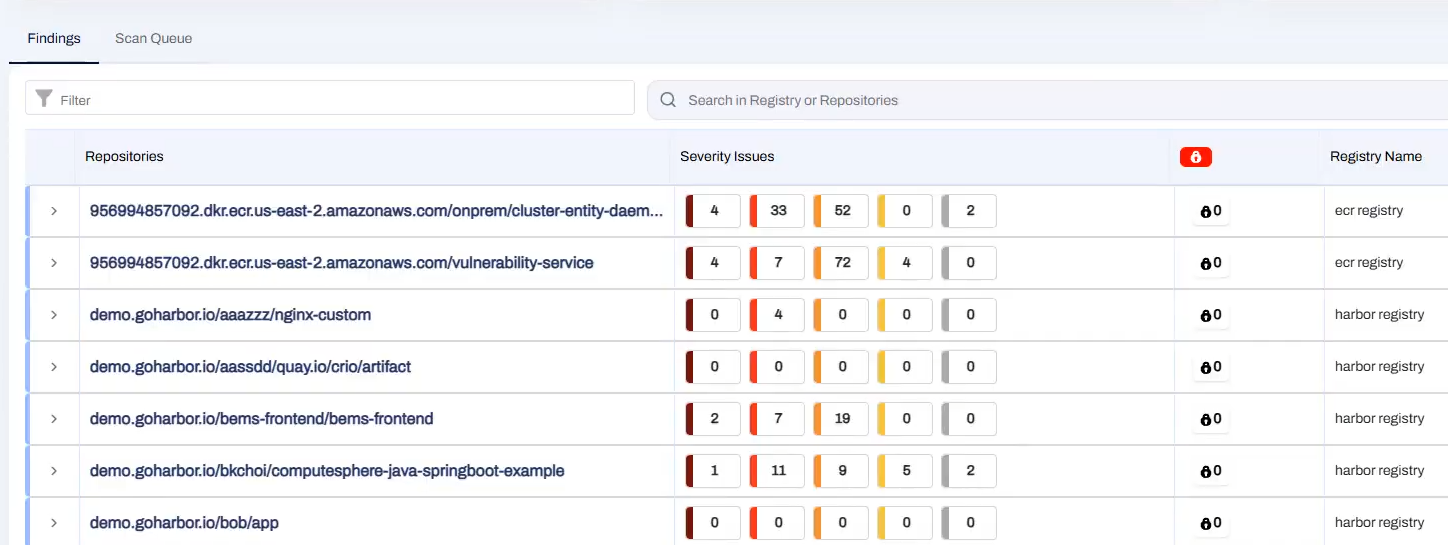 Findings Scan Queue
Filter Search in Registry or Repositories
Repositories Severity Issues Registry Name
956994857092.dkr.ecr.us-east-2.amazonaws.com/onprem/cluster-entity-daem... 4 33 52 0 2 0 ecr registry
956994857092.dkr.ecr.us-east-2.amazonaws.com/vulnerability-service 4 7 72 4 0 0 ecr registry
demo.goharbor.io/aaazzz/nginx-custom 0 4 0 0 0 0 harbor registry
demo.goharbor.io/aassdd/quay.io/crio/artifact 0 0 0 0 0 0 harbor registry
demo.goharbor.io/bems-frontend/bems-frontend 2 7 19 0 0 0 harbor registry
demo.goharbor.io/bkchoi/computesphere-java-springboot-example 1 11 9 5 2 0 harbor registry
demo.goharbor.io/bob/app 0 0 0 0 0 0 harbor registry